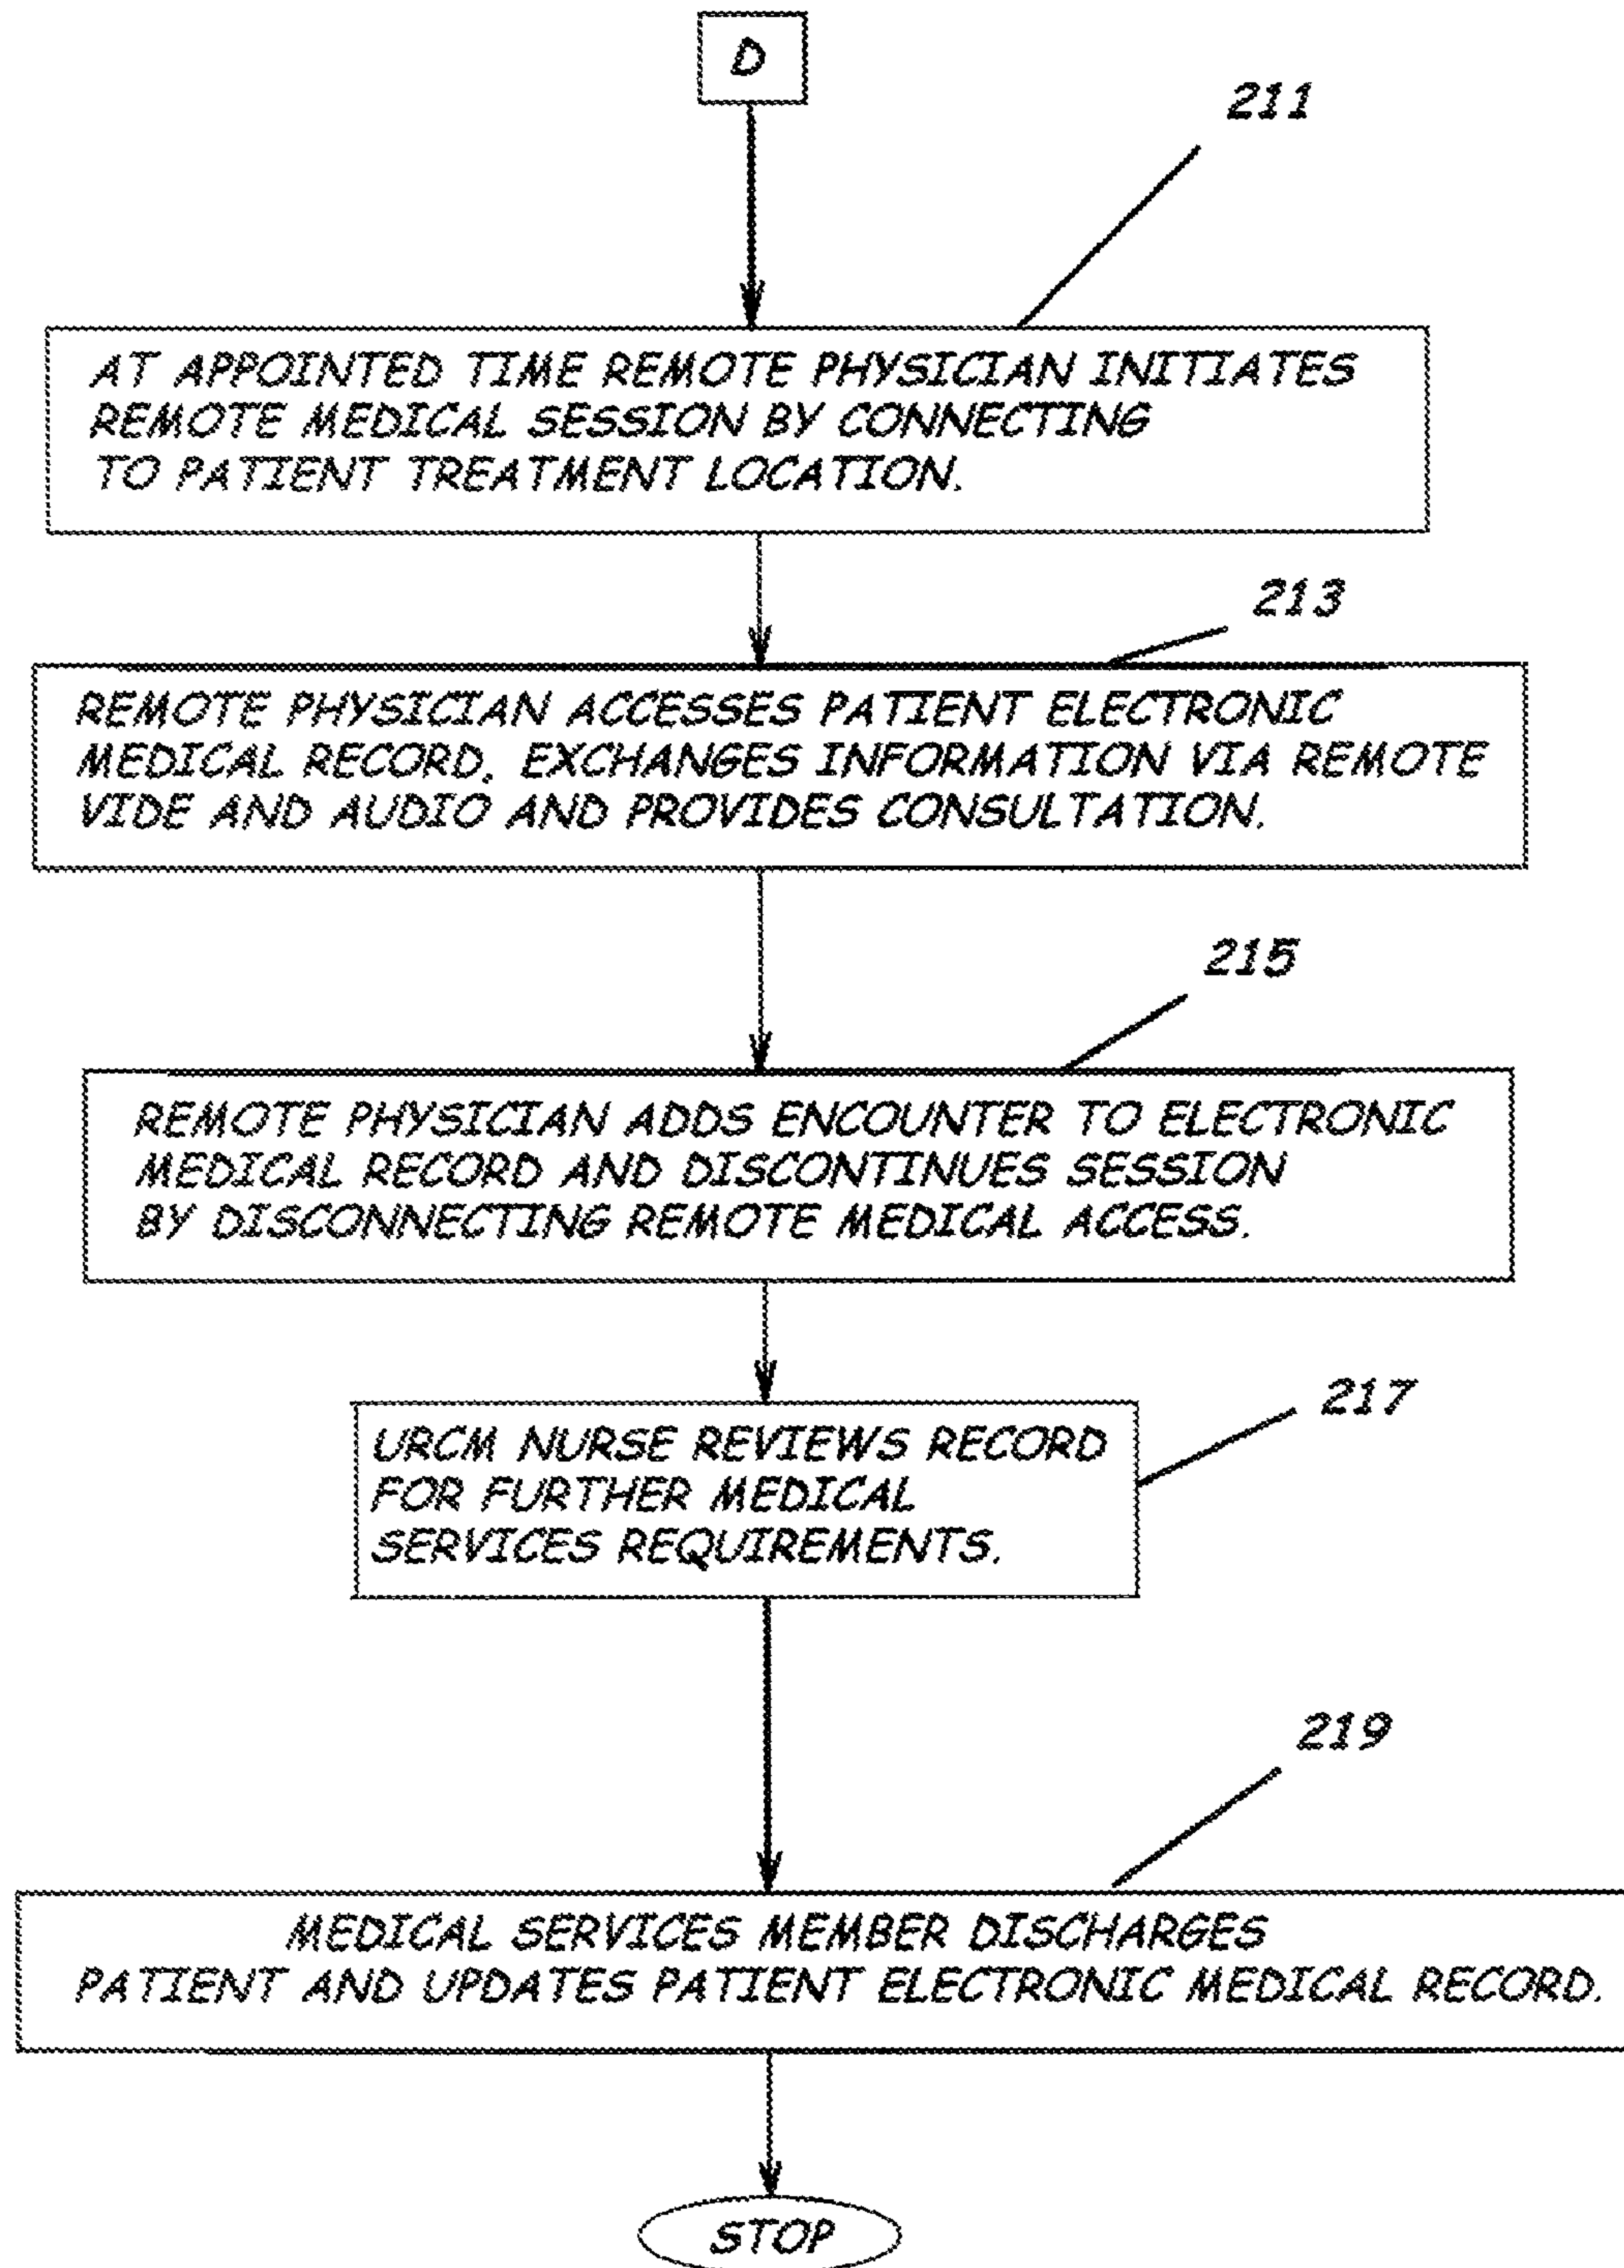 D
211
AT APPOINTED TIME REMOTE PHYSICIAN INITIATES
REMOTE MEDICAL SESSION BY CONNECTING
TO PATIENT TREATMENT LOCATION.
213
REMOTE PHYSICIAN ACCESSES PATIENT ELECTRONIC
MEDICAL RECORD, EXCHANGES INFORMATION VIA REMOTE
VIDE AND AUDIO AND PROVIDES CONSULTATION.
215
REMOTE PHYSICIAN ADDS ENCOUNTER TO ELECTRONIC
MEDICAL RECORD AND DISCONTINUES SESSION
BY DISCONNECTING REMOTE MEDICAL ACCESS.
217
URCM NURSE REVIEWS RECORD
FOR FURTHER MEDICAL
SERVICES REQUIREMENTS.
219
MEDICAL SERVICES MEMBER DISCHARGES
PATIENT AND UPDATES PATIENT ELECTRONIC MEDICAL RECORD.
STOP